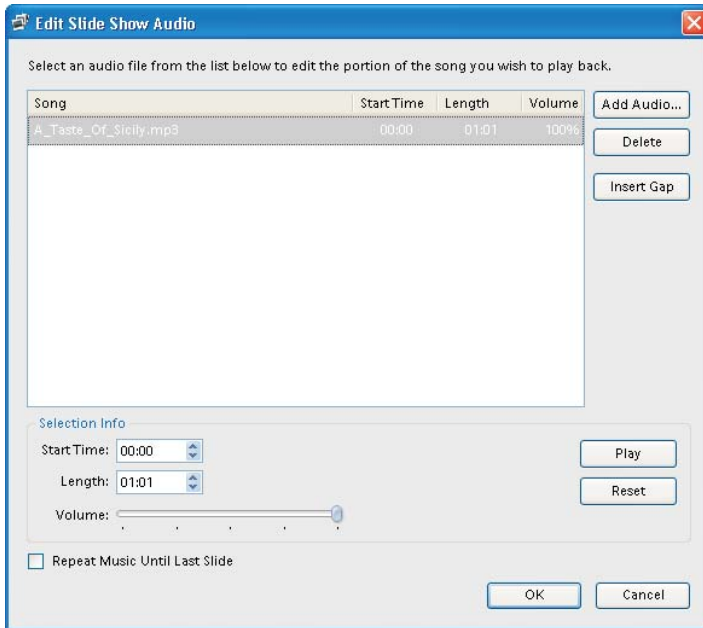 Edit Slide Show Audio
Select an audio file from the list below to edit the portion of the song you wish to play back.
Song Start Time Length Volume
A_Taste_Of_Sicily.mp3 00:00 01:01 100%
Add Audio...
Delete
Insert Gap
Selection Info
Start Time: 00:00
Length: 01:01
Volume:
Play
Reset
Repeat Music Until Last Slide
OK Cancel